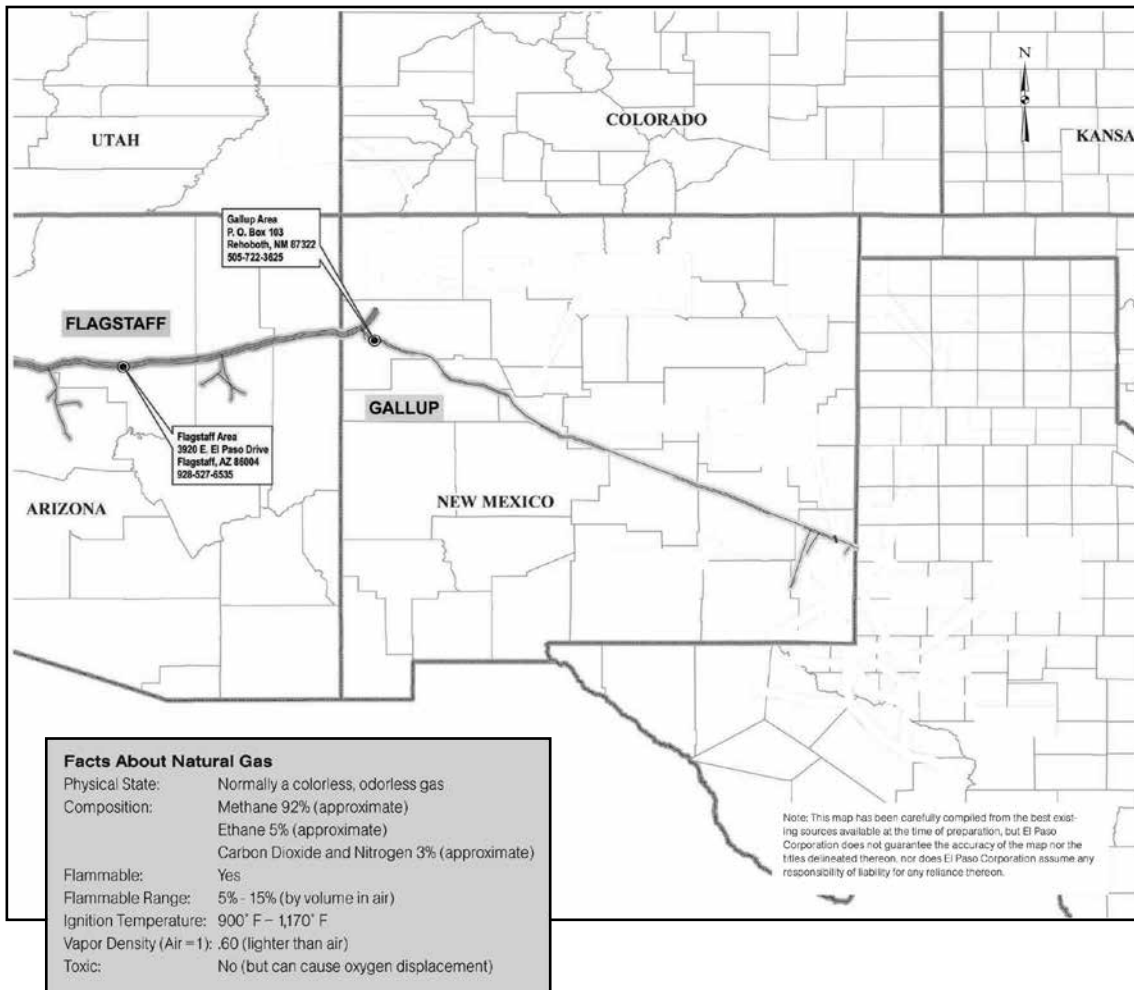 N
UTAH
COLORADO
KANSA
Gallup Area
P. O. Box 103
Rehoboth, NM 87322
505-722-3625
FLAGSTAFF
GALLUP
Flagstaff Area
3920 E. El Paso Drive
Flagstaff, AZ 86004
928-527-6535
ARIZONA
NEW MEXICO
Facts About Natural Gas
Physical State: Normally a colorless, odorless gas
Composition: Methane 92% (approximate)
Ethane 5% (approximate)
Carbon Dioxide and Nitrogen 3% (approximate)
Flammable: Yes
Flammable Range: 5% - 15% (by volume in air)
Ignition Temperature: 900° F – 1,170° F
Vapor Density (Air =1): .60 (lighter than air)
Toxic: No (but can cause oxygen displacement)
Note: This map has been carefully compiled from the best exist-
ing sources available at the time of preparation, but El Paso
Corporation does not guarantee the accuracy of the map nor the
titles delineated thereon, nor does El Paso Corporation assume any
responsibility of liability for any reliance thereon.